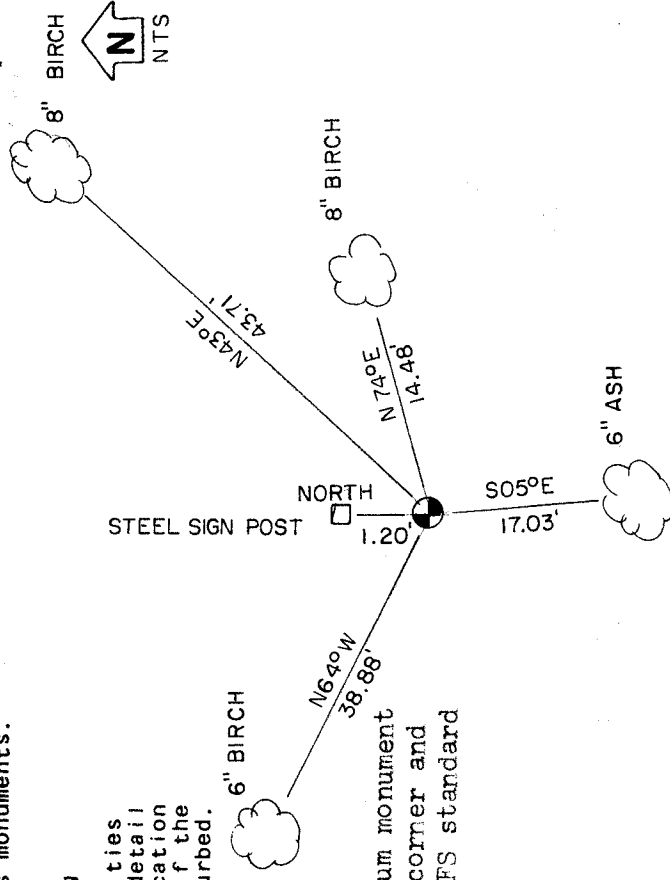 8" BIRCH
N
NTS
8" BIRCH
N43°E
43.71'
N 74°E
14.48'
NORTH
STEEL SIGN POST
1.20'
S05°E
17.03'
6" ASH
N64°W
38.88'
6" BIRCH
monuments.
ties
detail
cation
f the
urbed.
um monument
corner and
FS standard